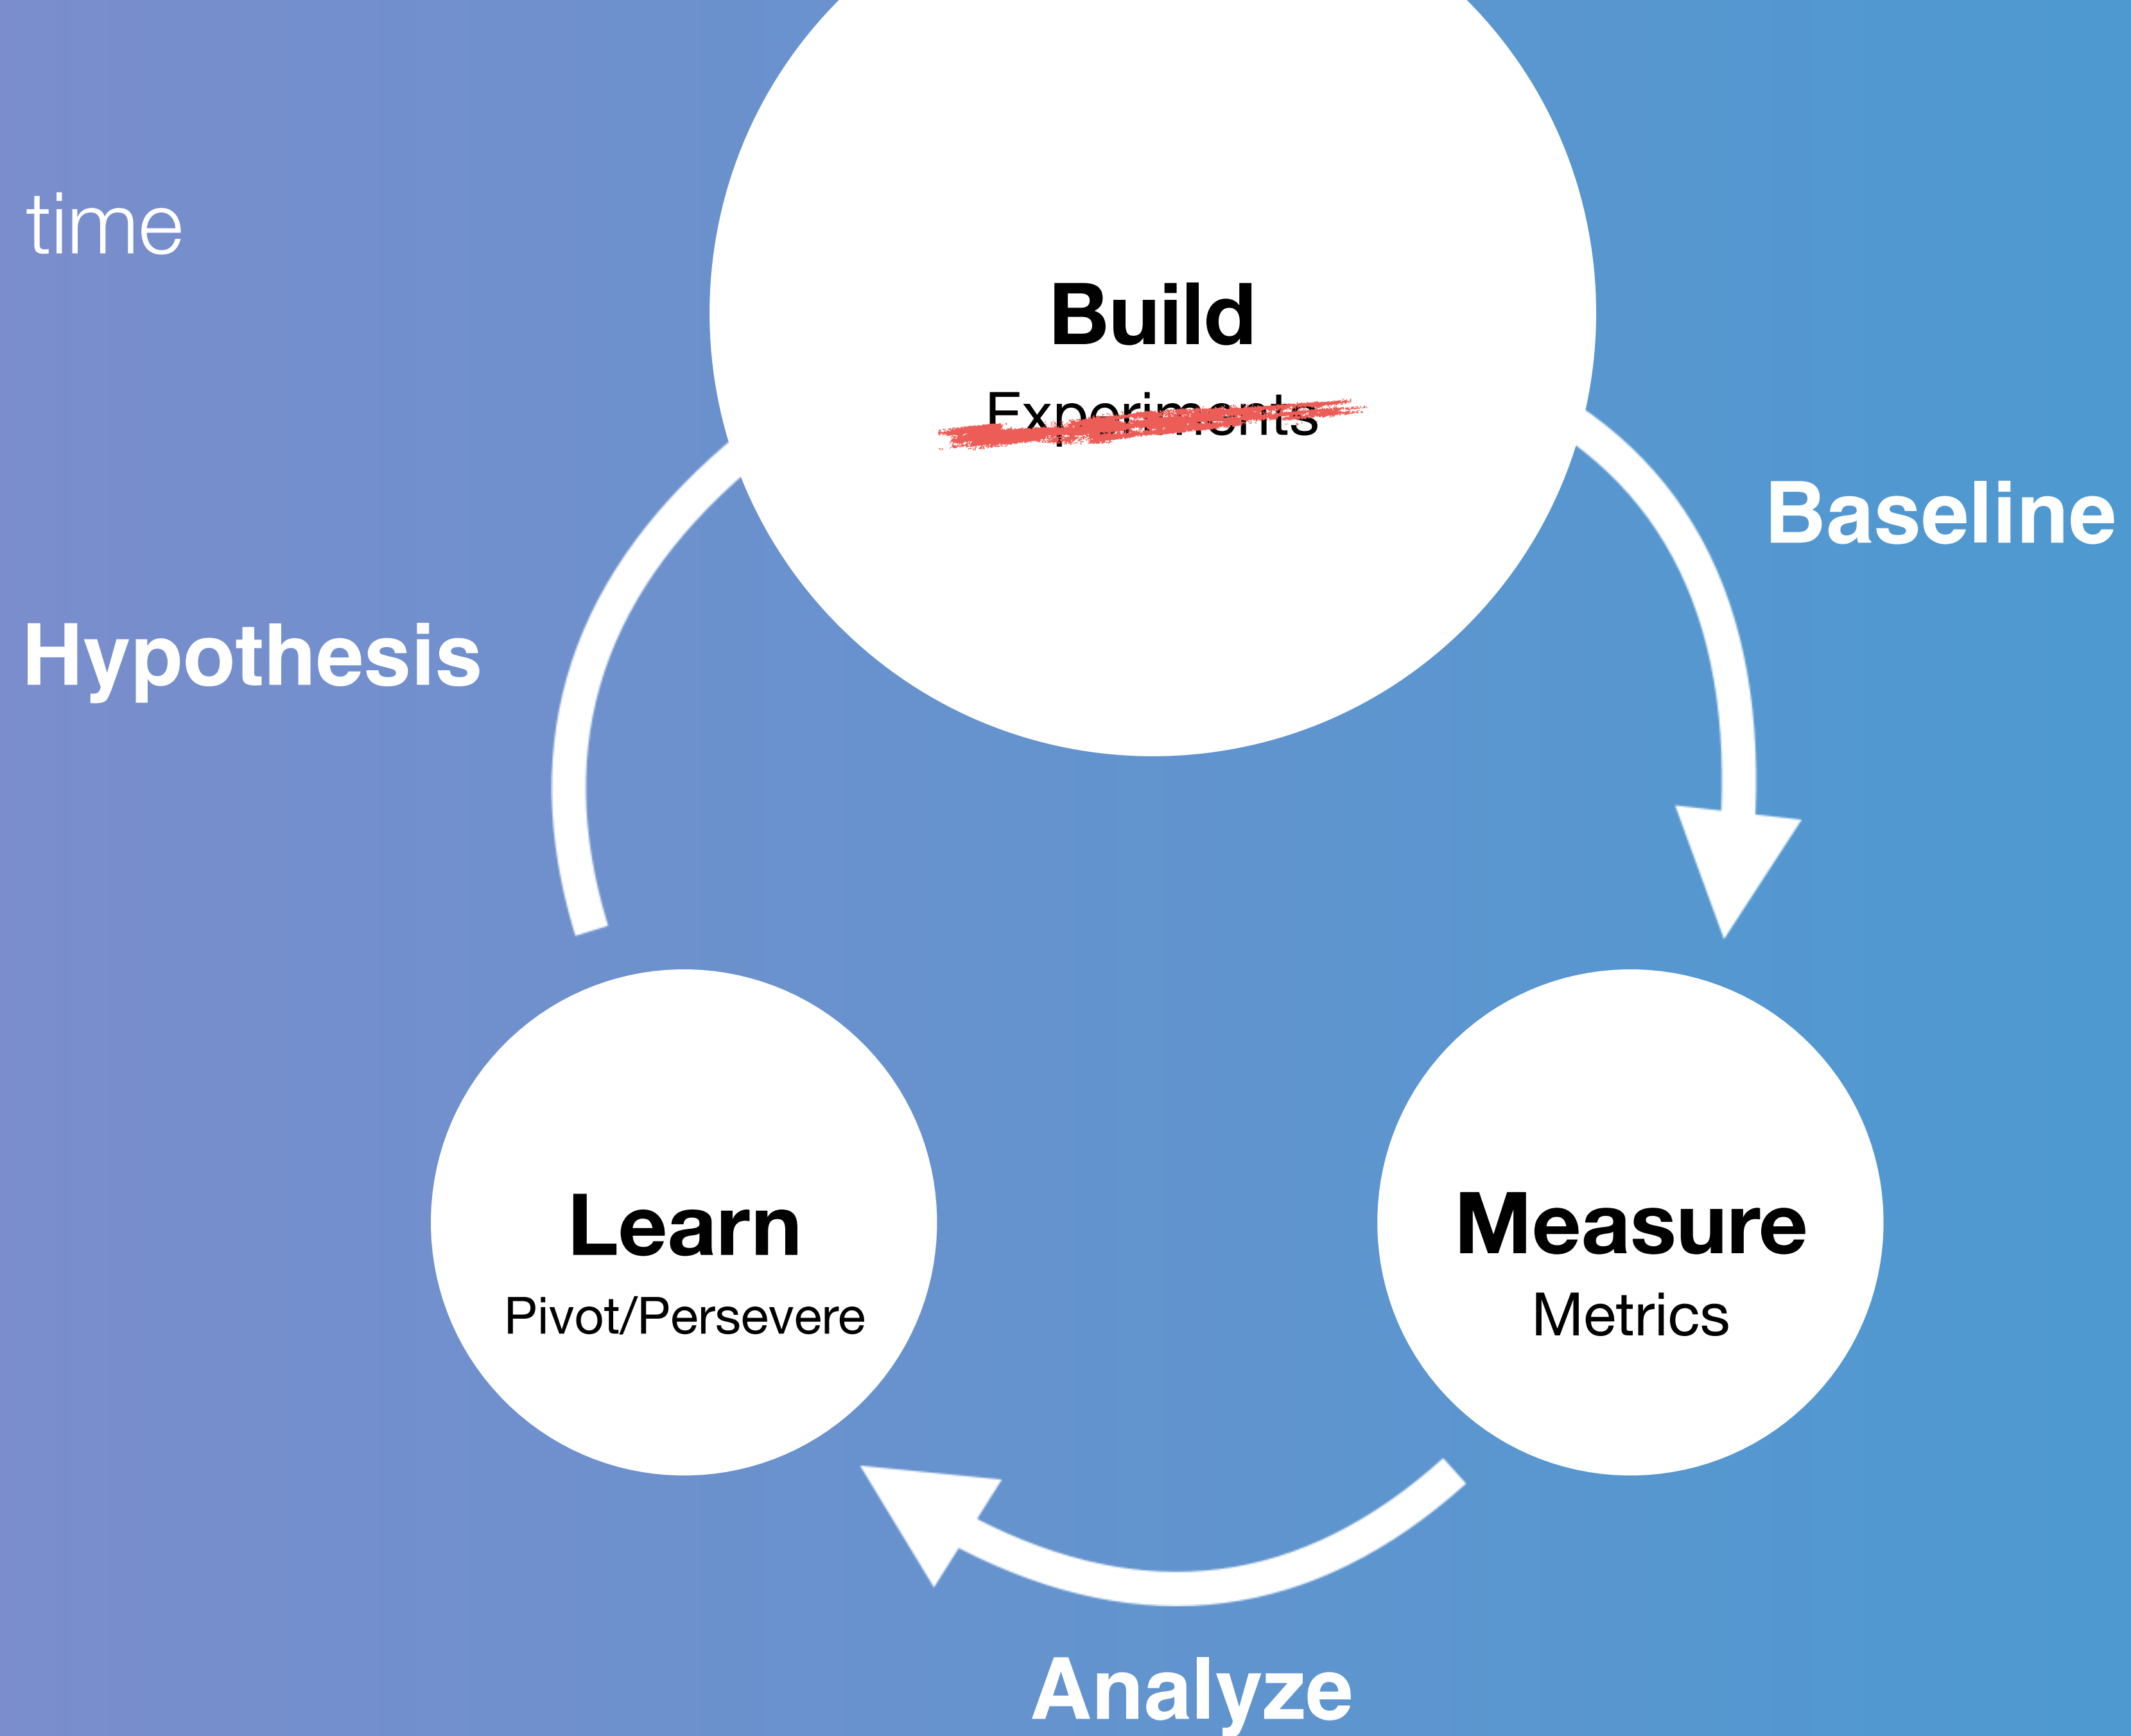 time
Build
Experiments
Baseline
Hypothesis
Learn
Pivot/Persevere
Measure
Metrics
Analyze